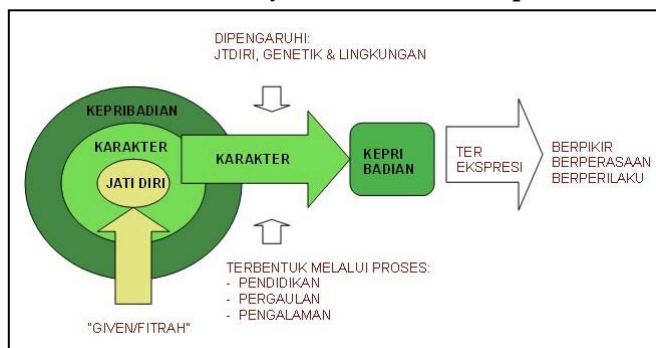 DIPENGARUHI:
JTDIRI, GENETIK & LINGKUNGAN
KEPRIBADIAN
KARAKTER
JATI DIRI
KARAKTER
KEPRI
BADIAN
TER
EKSPRESI
BERPIKIR
BERPERASAAN
BERPERILAKU
TERBENTUK MELALUI PROSES:
- PENDIDIKAN
- PERGAULAN
- PENGALAMAN
"GIVEN/FITRAH"